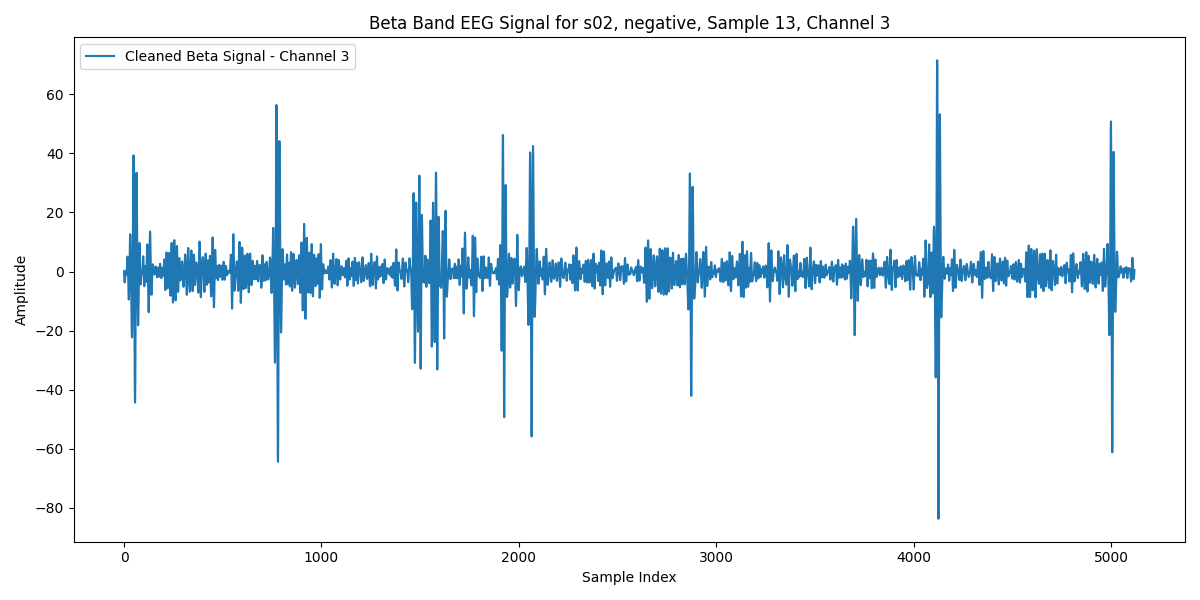 Beta Band EEG Signal for s02, negative, Sample 13, Channel 3
Cleaned Beta Signal - Channel 3
Amplitude
60
40
20
0
−20
−40
−60
−80
0 1000 2000 3000 4000 5000
Sample Index